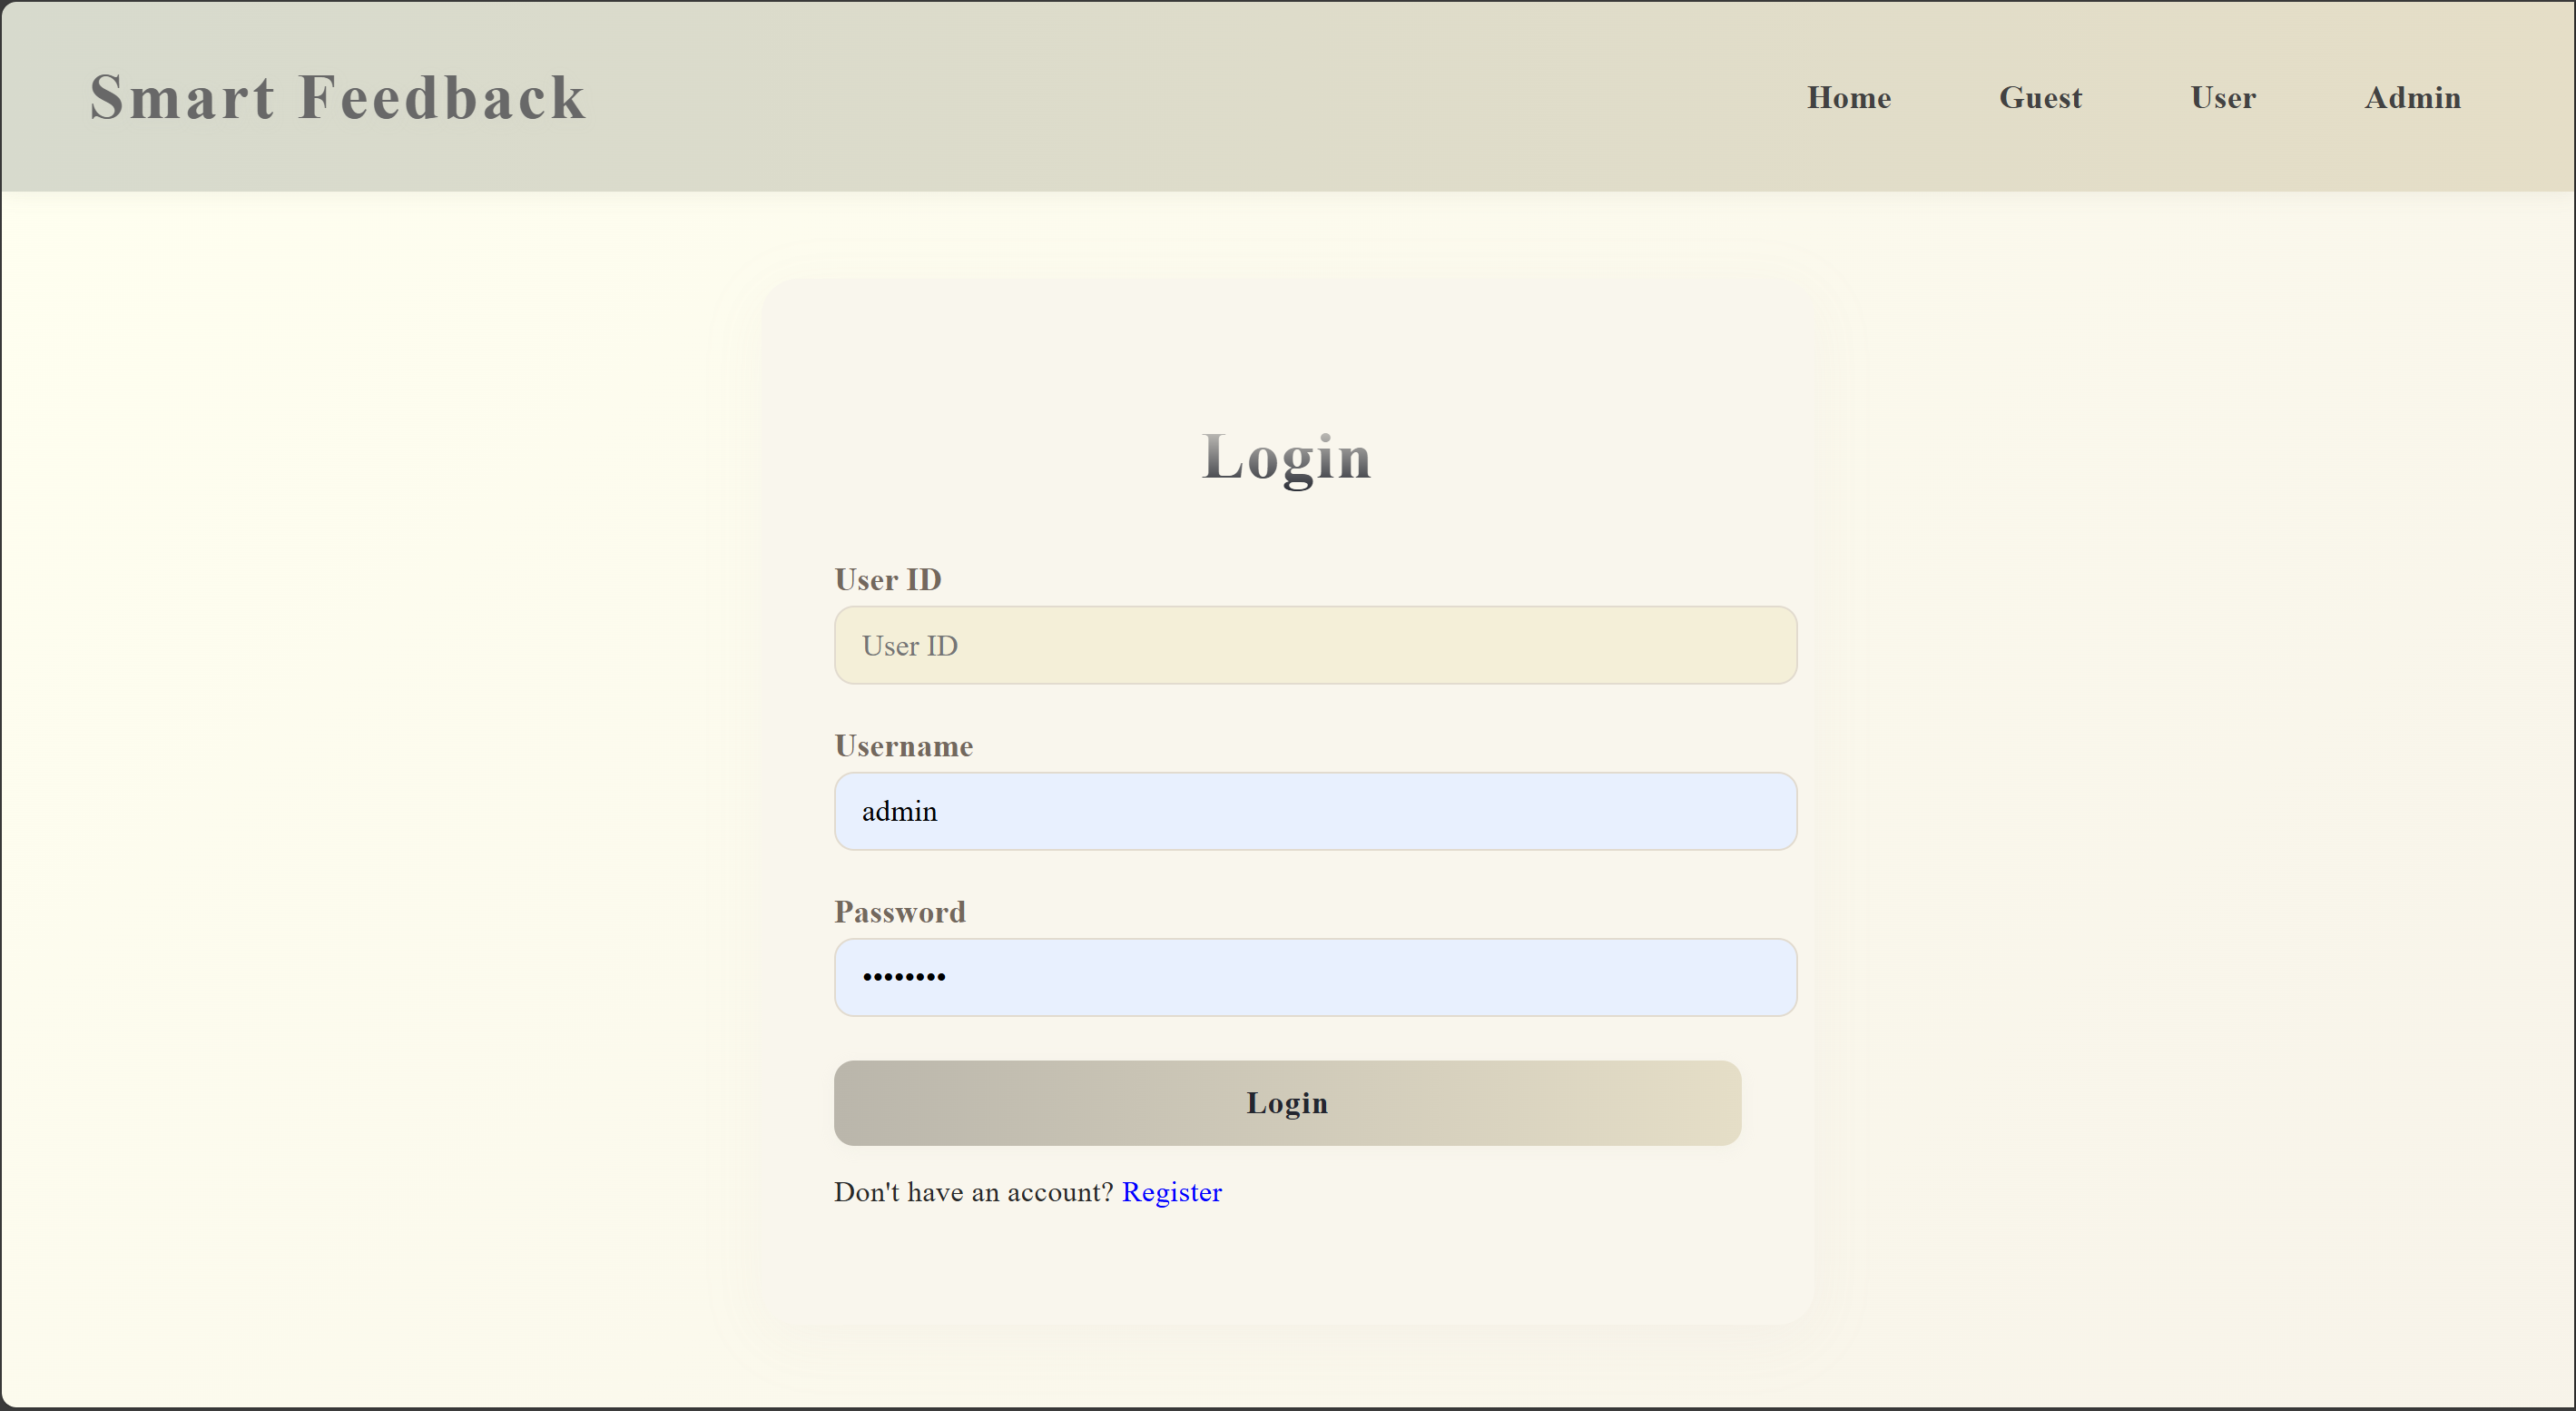 Smart Feedback
Home Guest User Admin
Login
User ID
User ID
Username
admin
Password
••••••••
Login
Don't have an account? Register